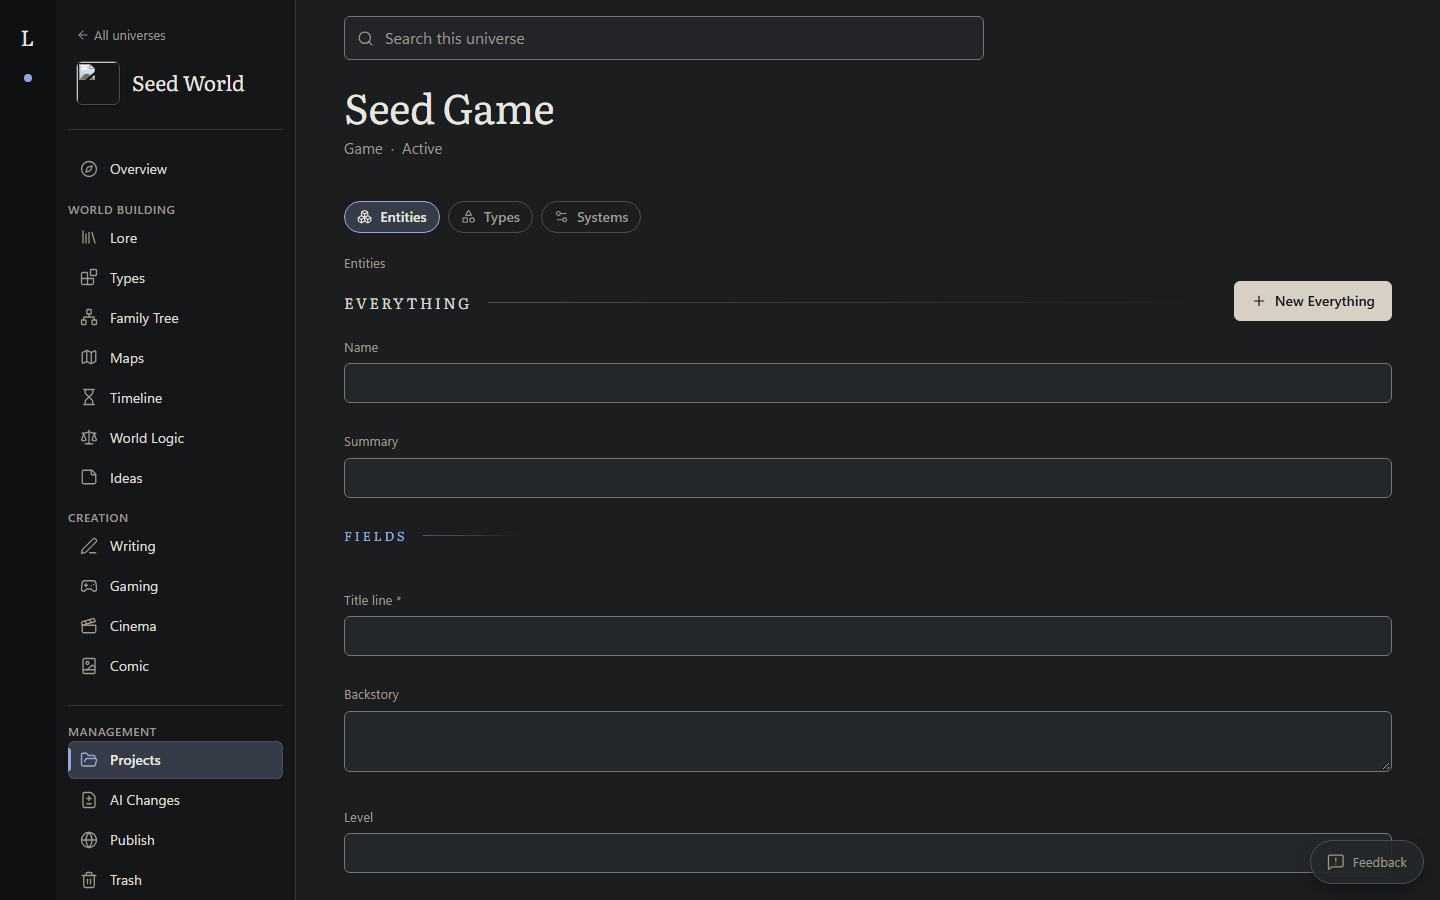 L
All universes
Seed World
Overview
WORLD BUILDING
Lore
Types
Family Tree
Maps
Timeline
World Logic
Ideas
CREATION
Writing
Gaming
Cinema
Comic
MANAGEMENT
Projects
AI Changes
Publish
Trash
Search this universe
Seed Game
Game · Active
Entities
Types
Systems
Entities
EVERYTHING
New Everything
Name
Summary
FIELDS
Title line *
Backstory
Level
Feedback